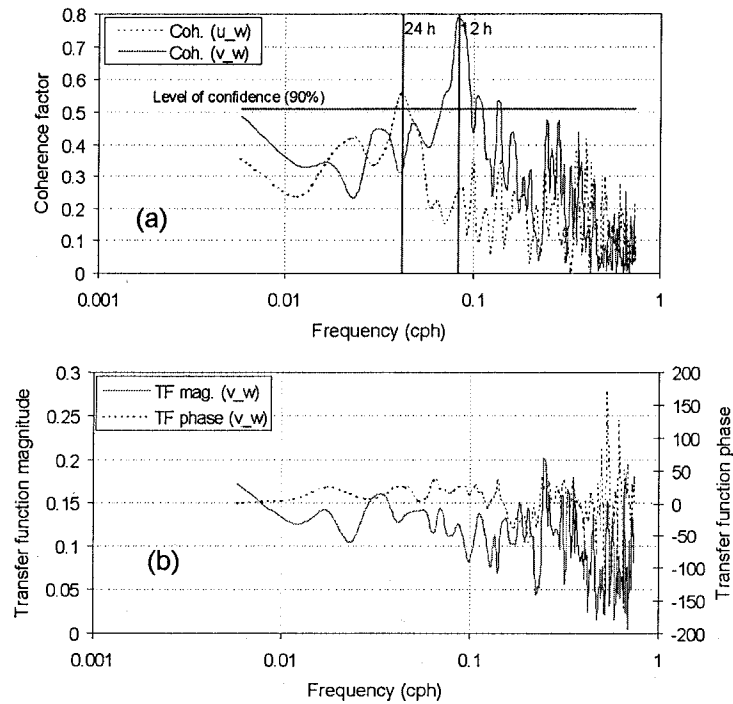 0.8
0.7
0.6
0.5
0.4
0.3
0.2
0.1
0
Coherence factor
Coh. (u_w)
Coh. (v_w)
24 h
12 h
Level of confidence (90%)
(a)
0.001
0.01
0.1
1
Frequency (cph)
0.3
0.25
0.2
0.15
0.1
0.05
0
Transfer function magnitude
TF mag. (v_w)
TF phase (v_w)
(b)
200
150
100
50
0
-50
-100
-150
-200
Transfer function phase
0.001
0.01
0.1
1
Frequency (cph)